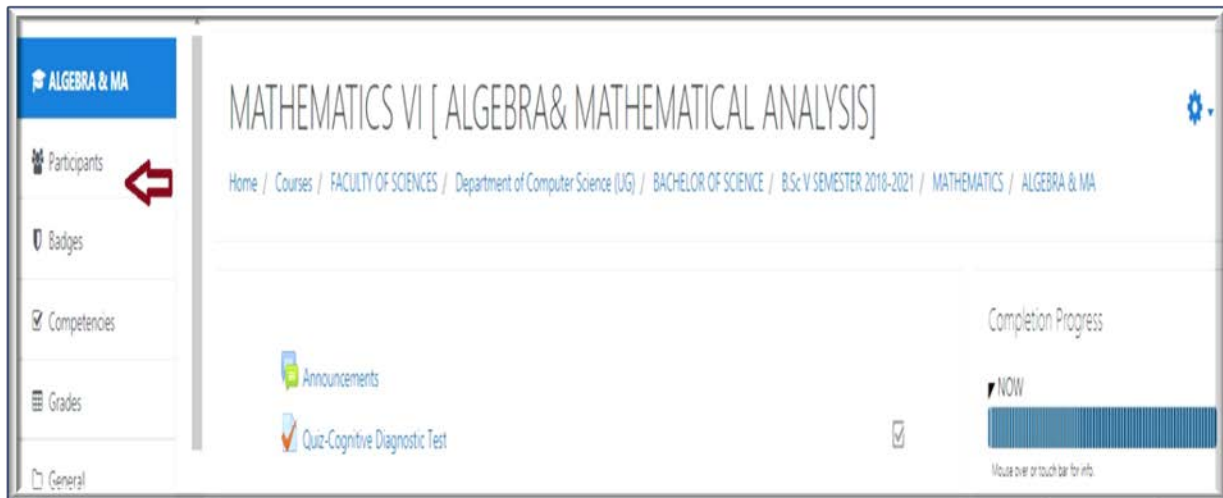 ALGEBRA & MA
Participants
Badges
Competencies
Grades
General
MATHEMATICS VI [ ALGEBRA& MATHEMATICAL ANALYSIS]
Home / Courses / FACULTY OF SCIENCES / Department of Computer Science (UG) / BACHELOR OF SCIENCE / B.Sc V SEMESTER 2018-2021 / MATHEMATICS / ALGEBRA & MA
Announcements
Quiz-Cognitive Diagnostic Test
Completion Progress
NOW
Mouse over or touch bar for info.